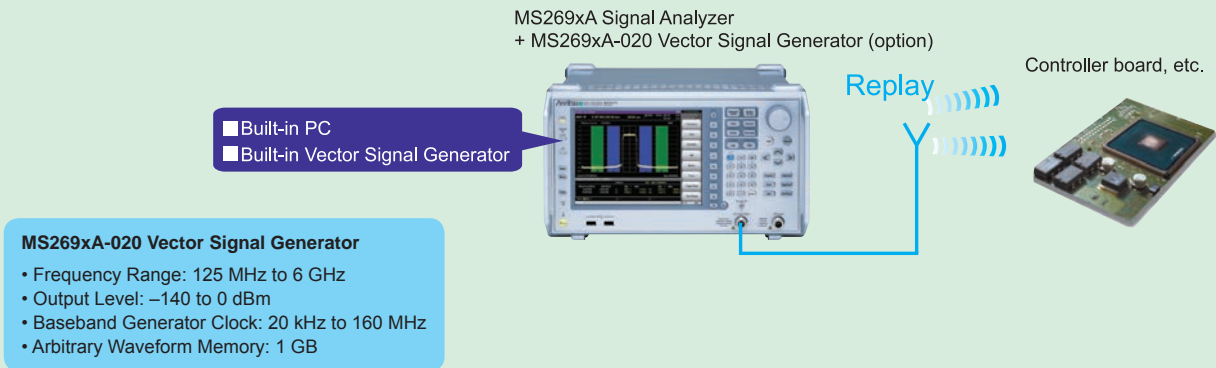 MS269xA Signal Analyzer
+ MS269xA-020 Vector Signal Generator (option)
Replay
Controller board, etc.
■Built-in PC
■Built-in Vector Signal Generator
MS269xA-020 Vector Signal Generator
• Frequency Range: 125 MHz to 6 GHz
• Output Level: –140 to 0 dBm
• Baseband Generator Clock: 20 kHz to 160 MHz
• Arbitrary Waveform Memory: 1 GB